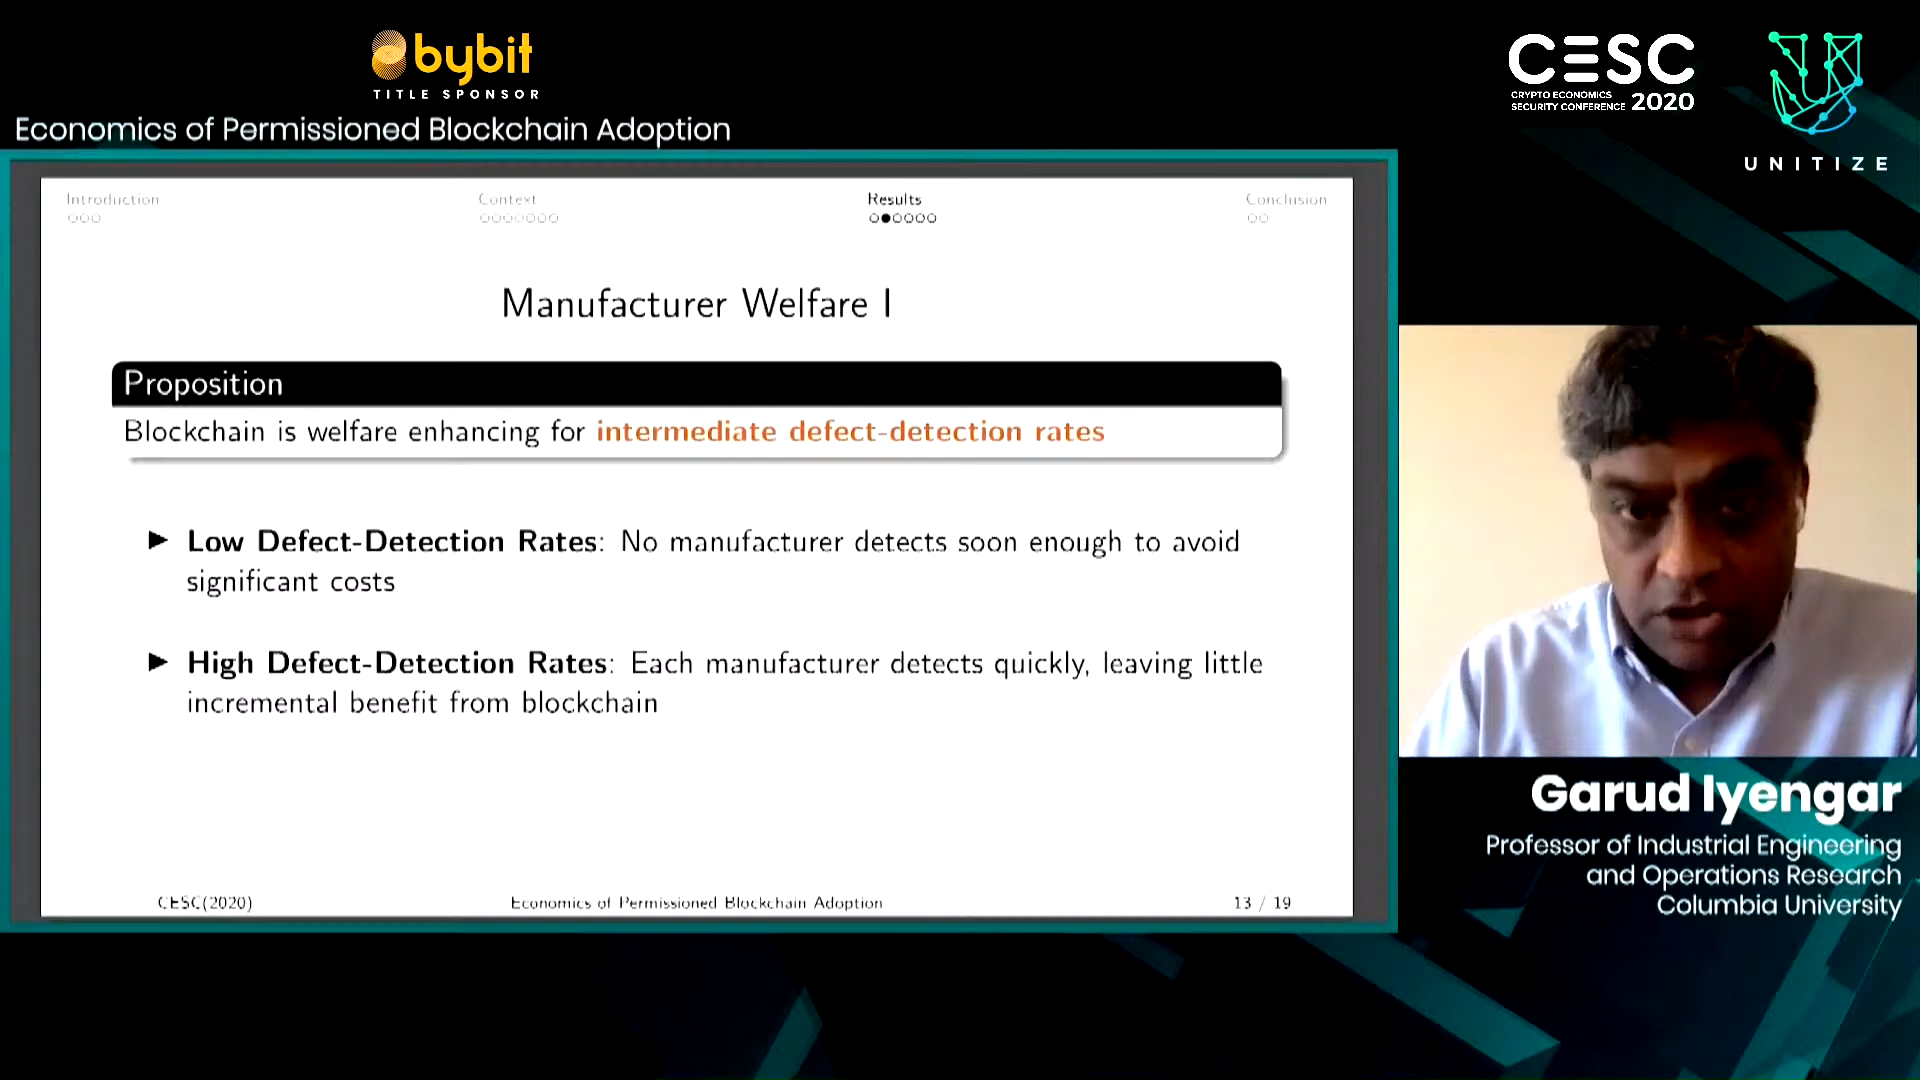 bybit
TITLE SPONSOR
CESC
CRYPTO ECONOMICS
SECURITY CONFERENCE 2020
UNITIZE
Economics of Permissioned Blockchain Adoption
Introduction
Context
Results
Conclusion
Manufacturer Welfare I
Proposition
Blockchain is welfare enhancing for intermediate defect-detection rates
► Low Defect-Detection Rates: No manufacturer detects soon enough to avoid
significant costs
► High Defect-Detection Rates: Each manufacturer detects quickly, leaving little
incremental benefit from blockchain
CESC(2020)
Economics of Permissioned Blockchain Adoption
13 / 19
Garud Iyengar
Professor of Industrial Engineering
and Operations Research
Columbia University